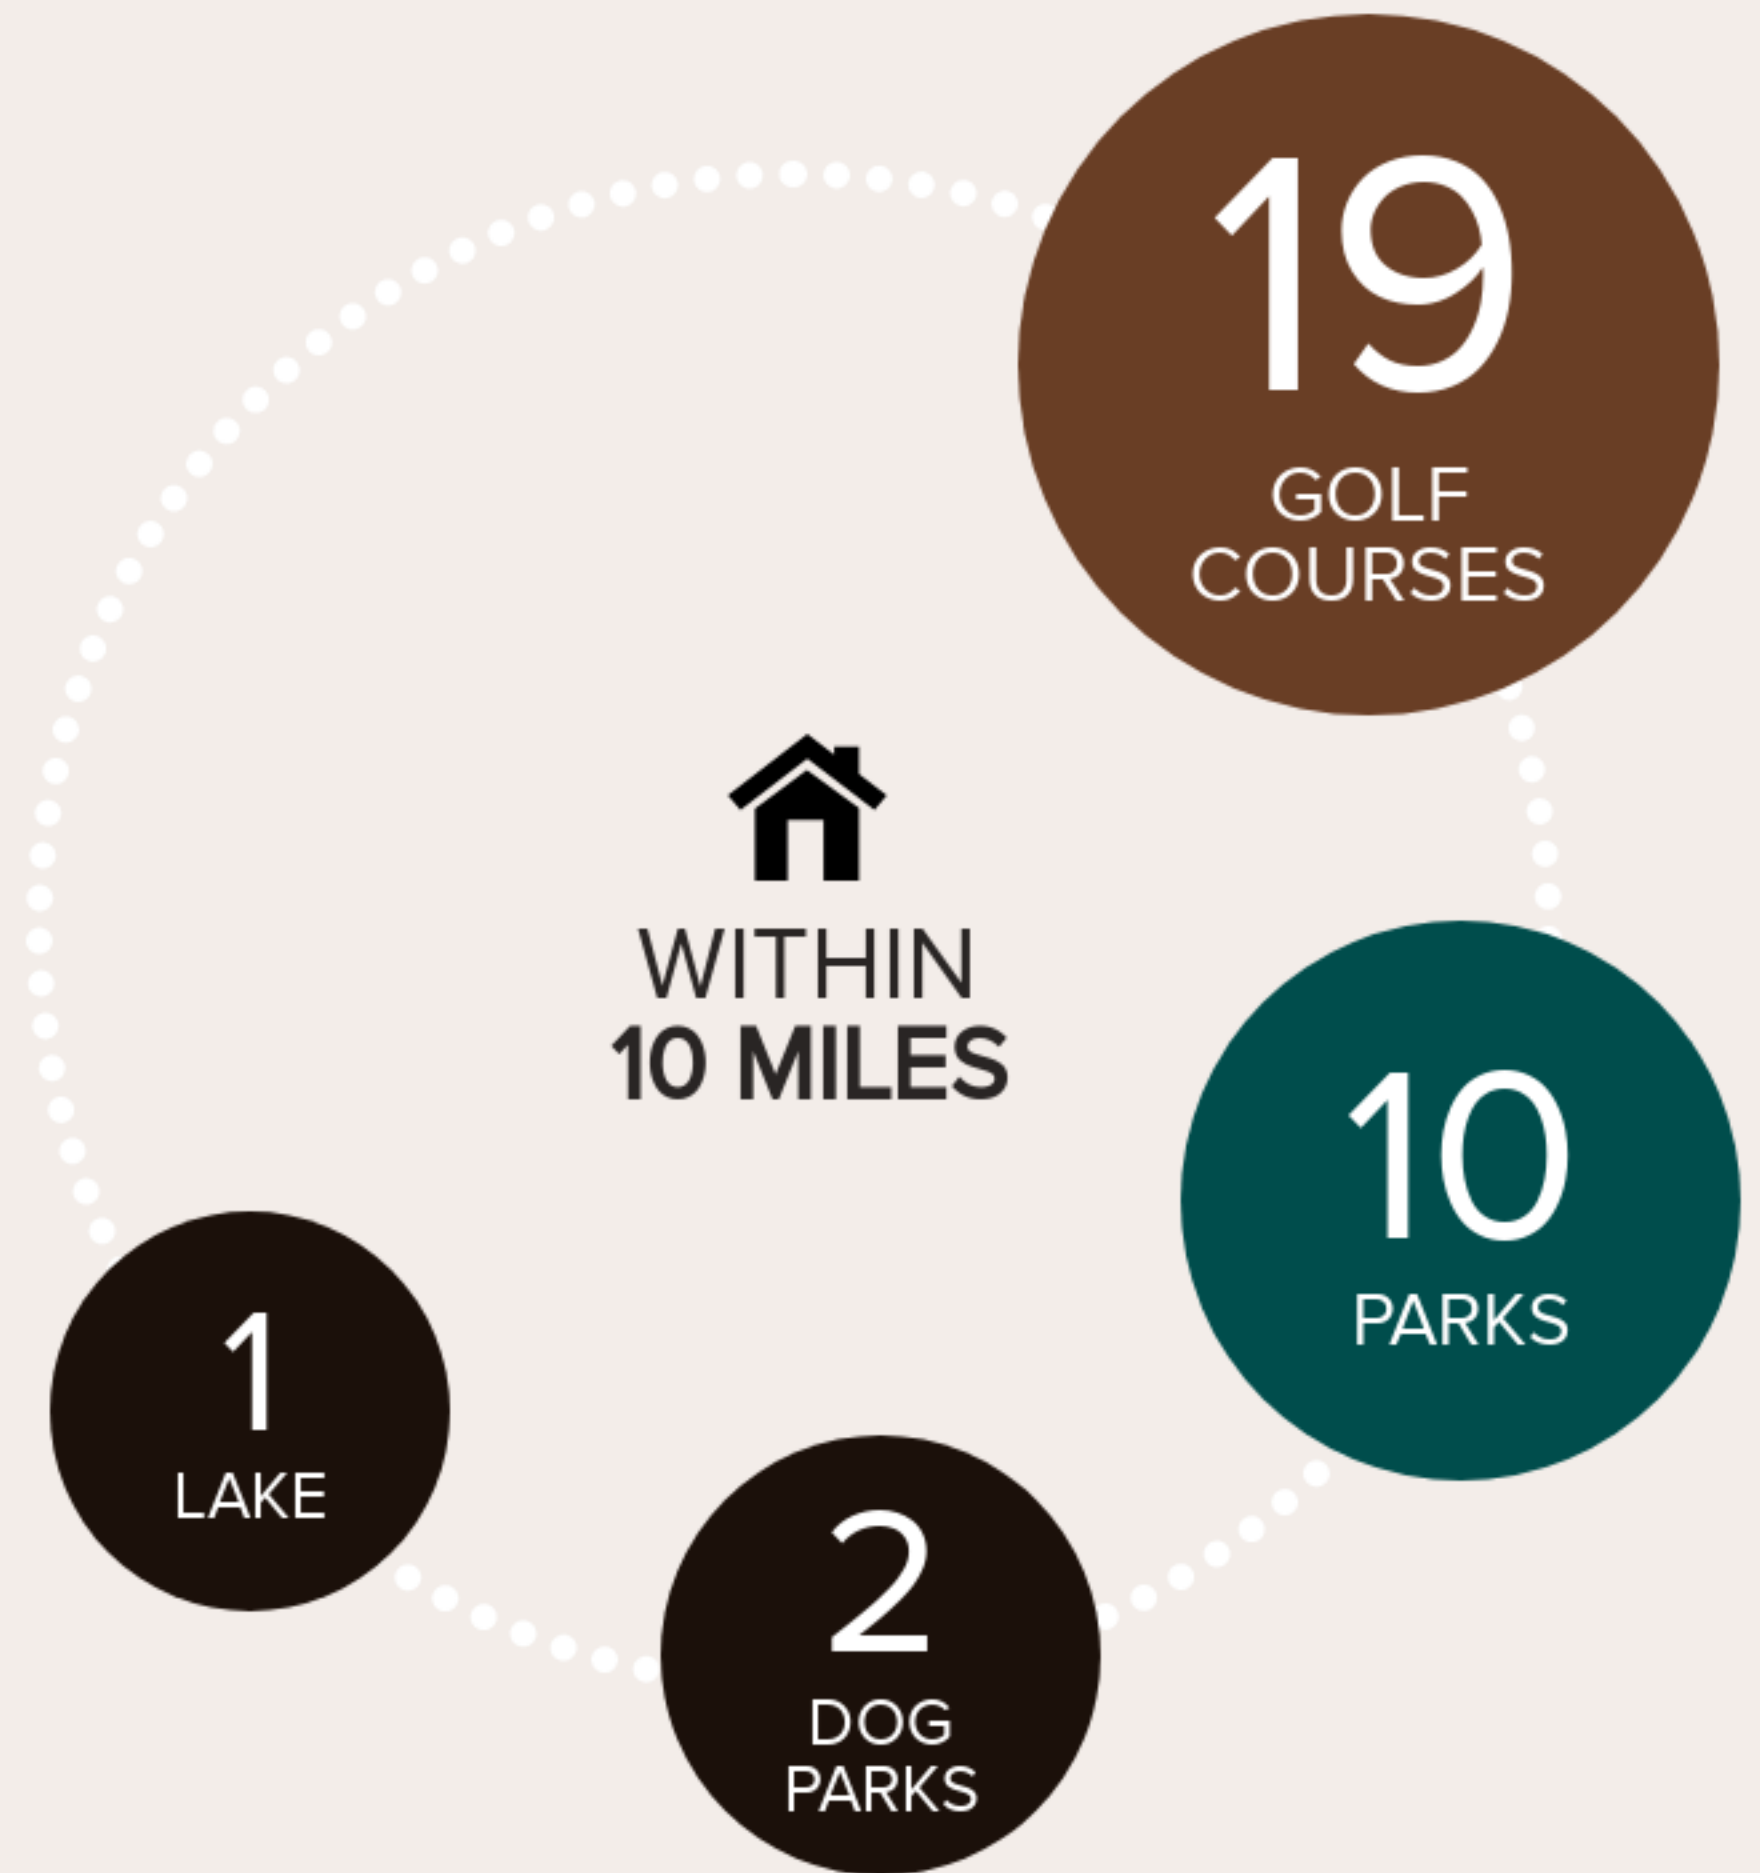 19
GOLF
COURSES
WITHIN
10 MILES
10
PARKS
1
LAKE
2
DOG
PARKS